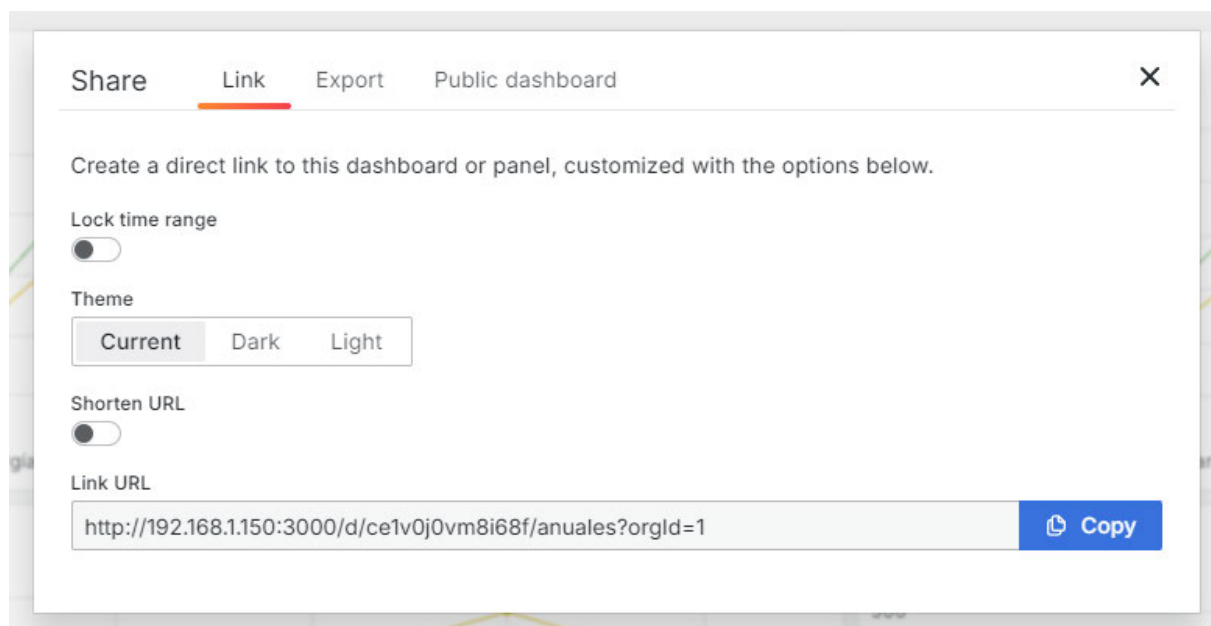 Share Link Export Public dashboard
Create a direct link to this dashboard or panel, customized with the options below.
Lock time range
Theme
Current Dark Light
Shorten URL
Link URL
http://192.168.1.150:3000/d/ce1v0j0vm8i68f/anuales?orgId=1 Copy